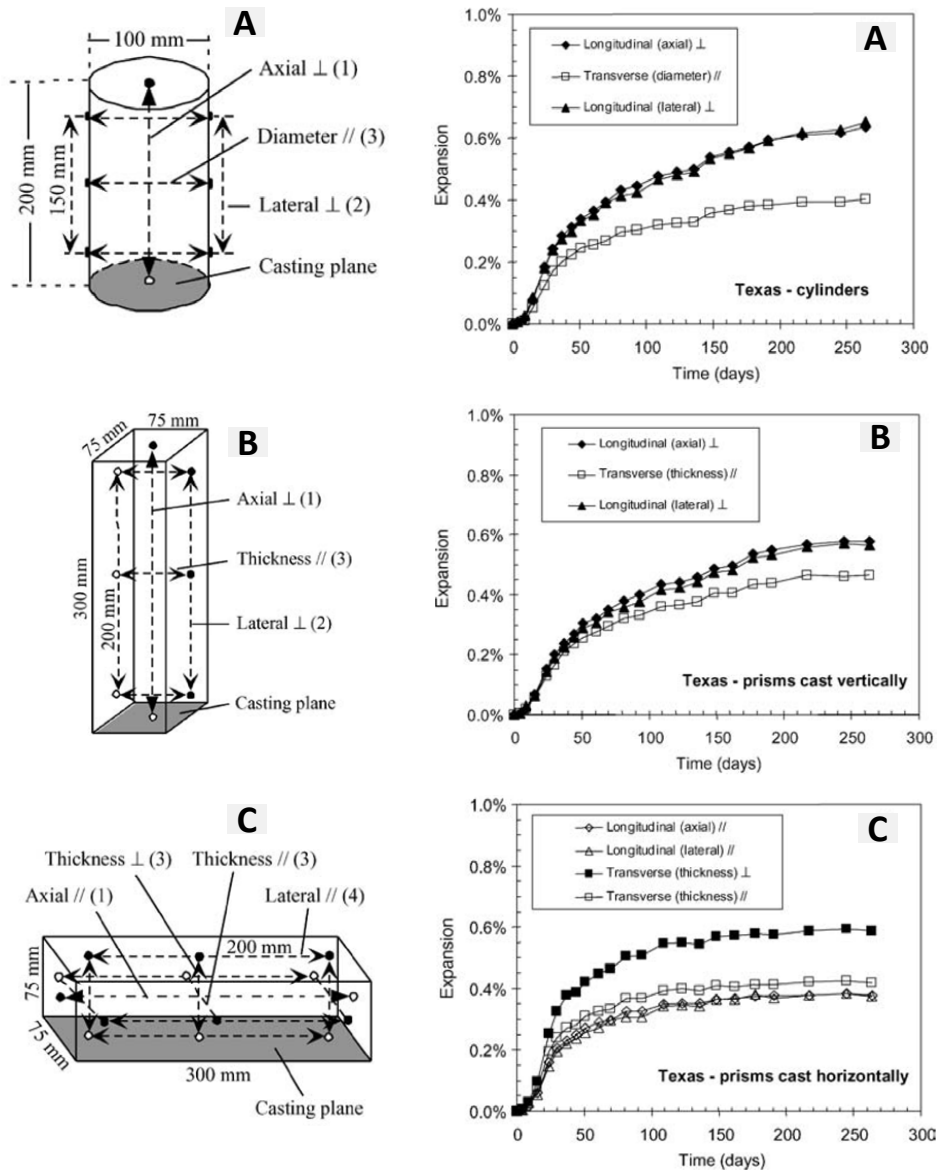 A
100 mm
Axial ⊥ (1)
Diameter // (3)
200 mm
150 mm
Lateral ⊥ (2)
Casting plane
A
Longitudinal (axial) ⊥
Transverse (diameter) //
Longitudinal (lateral) ⊥
Expansion
1.0%
0.8%
0.6%
0.4%
0.2%
0.0%
Texas - cylinders
0 50 100 150 200 250 300
Time (days)
B
75 mm
75 mm
Axial ⊥ (1)
Thickness // (3)
300 mm
200 mm
Lateral ⊥ (2)
Casting plane
B
Longitudinal (axial) ⊥
Transverse (thickness) //
Longitudinal (lateral) ⊥
Expansion
1.0%
0.8%
0.6%
0.4%
0.2%
0.0%
Texas - prisms cast vertically
0 50 100 150 200 250 300
Time (days)
C
Thickness ⊥ (3) Thickness // (3)
Axial // (1) Lateral // (4)
200 mm
75 mm
75 mm
300 mm
Casting plane
C
Longitudinal (axial) //
Longitudinal (lateral) //
Transverse (thickness) ⊥
Transverse (thickness) //
Expansion
1.0%
0.8%
0.6%
0.4%
0.2%
0.0%
Texas - prisms cast horizontally
0 50 100 150 200 250 300
Time (days)